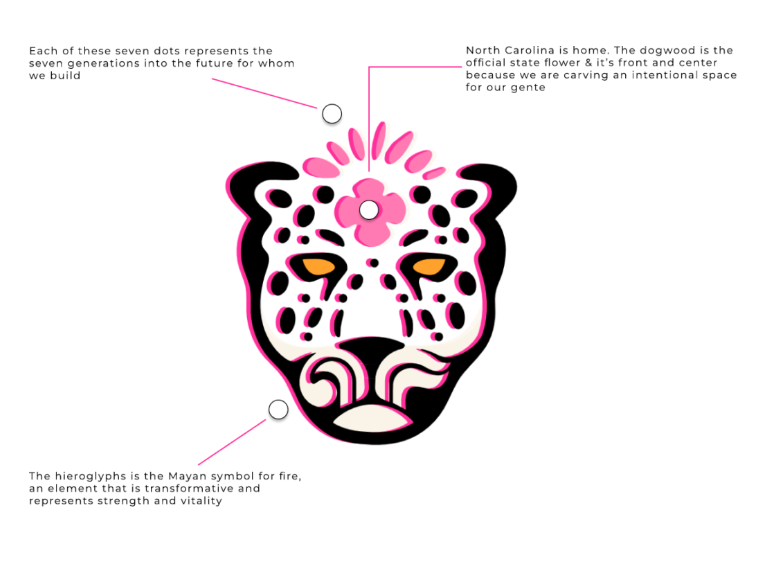 Each of these seven dots represents the
seven generations into the future for whom
we build
North Carolina is home. The dogwood is the
official state flower & it's front and center
because we are carving an intentional space
for our gente
The hieroglyphs is the Mayan symbol for fire,
an element that is transformative and
represents strength and vitality